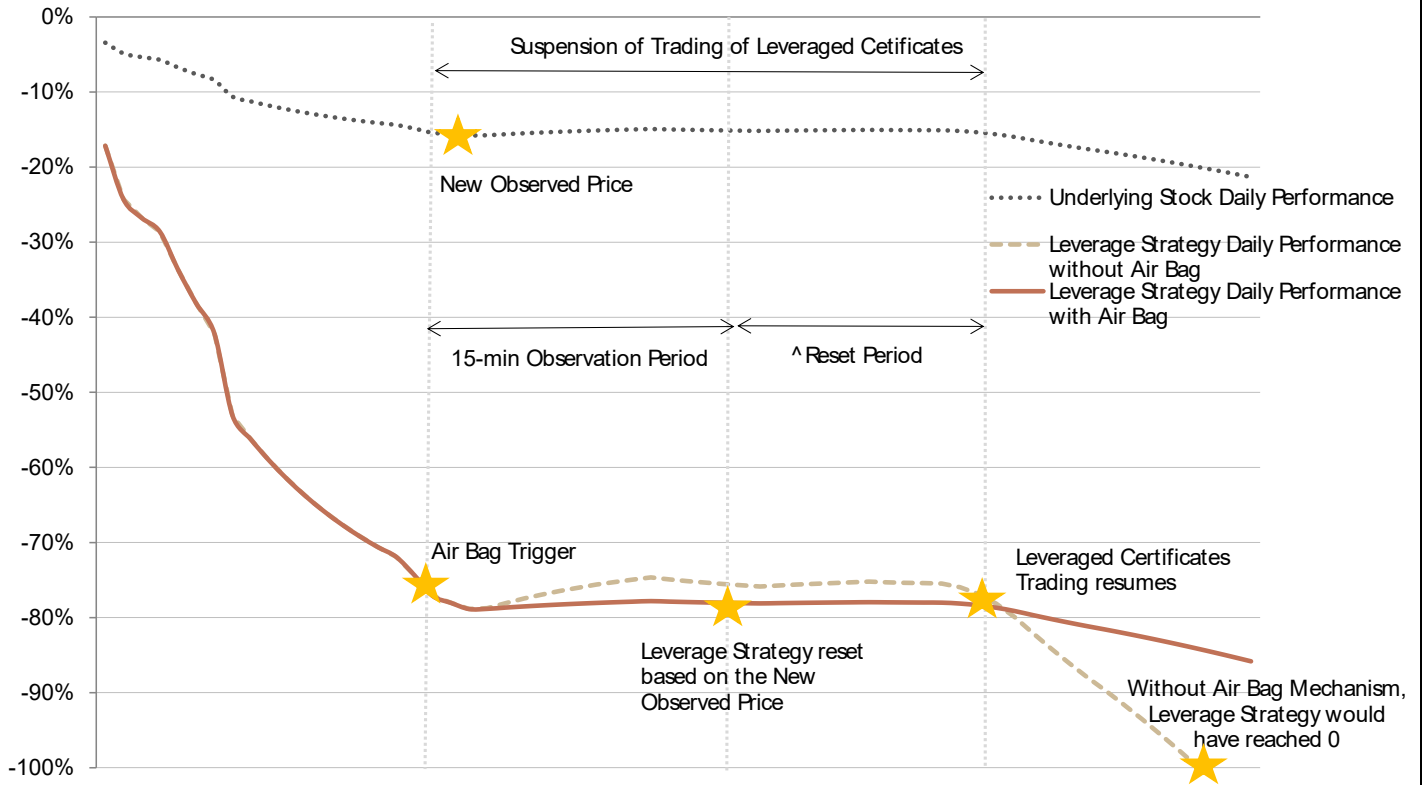 0%
Suspension of Trading of Leveraged Cetificates
-10%
New Observed Price
-20%
Underlying Stock Daily Performance
-30%
Leverage Strategy Daily Performance
without Air Bag
Leverage Strategy Daily Performance
with Air Bag
-40%
15-min Observation Period
^Reset Period
-50%
-60%
-70%
Air Bag Trigger
Leveraged Certificates
Trading resumes
-80%
Leverage Strategy reset
based on the New
Observed Price
-90%
Without Air Bag Mechanism,
Leverage Strategy would
have reached 0
-100%